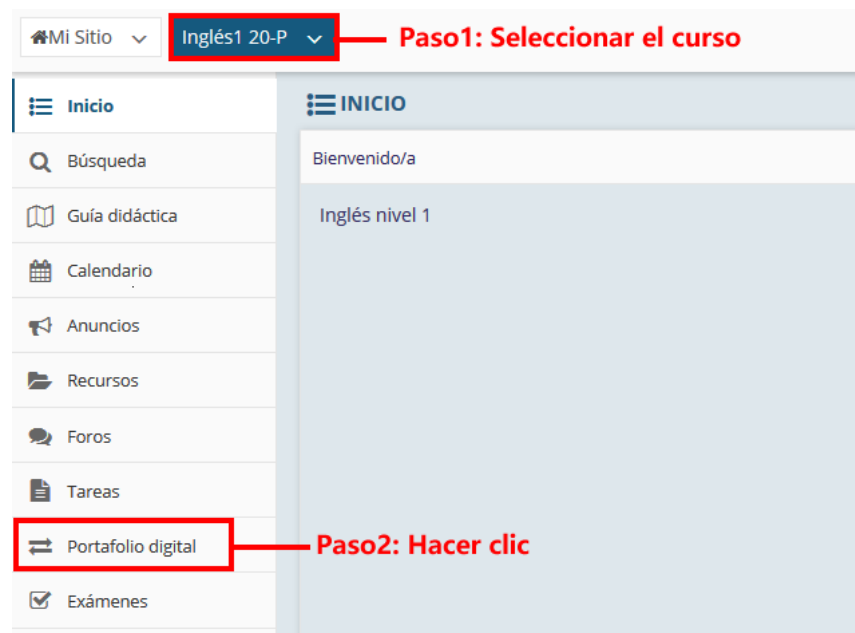 Mi Sitio Inglés1 20-P Paso1: Seleccionar el curso
Inicio
INICIO
Búsqueda
Bienvenido/a
Guía didáctica
Inglés nivel 1
Calendario
Anuncios
Recursos
Foros
Tareas
Portafolio digital Paso2: Hacer clic
Exámenes